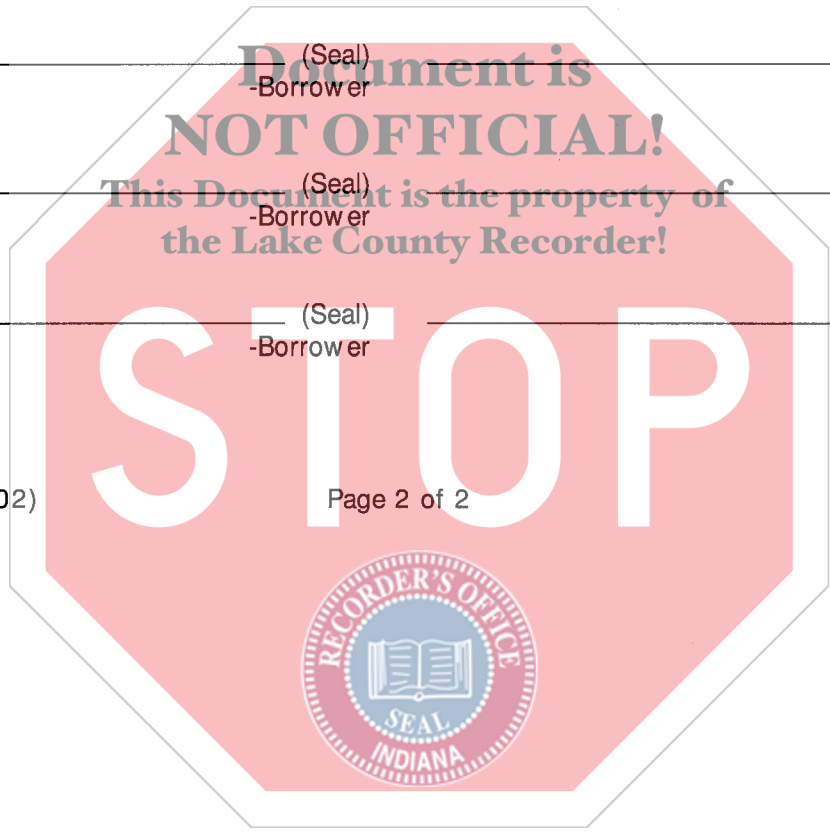 (Seal)
Document is
-Borrower
NOT OFFICIAL!
(Seal)
This Document is the property of
-Borrower
the Lake County Recorder!
(Seal)
-Borrower
STOP
02)
Page 2 of 2
RECORDER'S OFFICE
SEAL
INDIANA